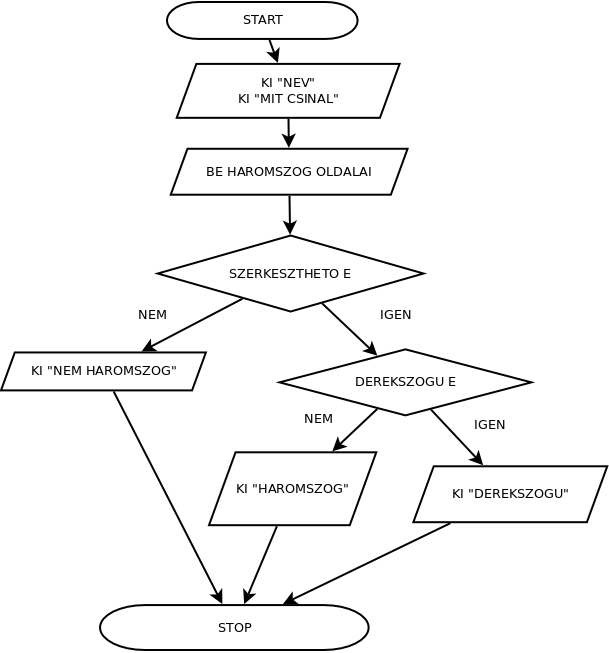 START
KI "NEV"
KI "MIT CSINAL"
BE HAROMSZOG OLDALAI
SZERKESZTHETO E
NEM
IGEN
KI "NEM HAROMSZOG"
DEREKSZOGU E
NEM
IGEN
KI "HAROMSZOG"
KI "DEREKSZOGU"
STOP